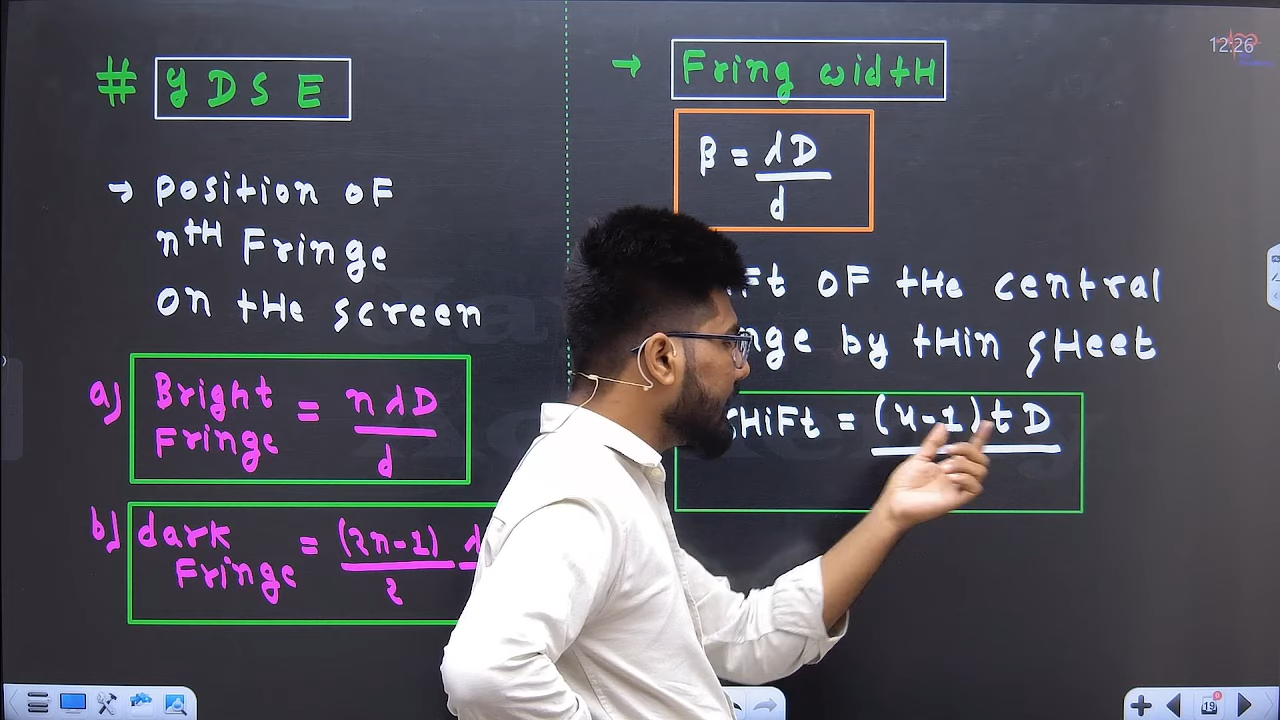 # YDSE
→ Position of
nth Fringe
on the screen
a) Bright Fringe = nλD / d
b) dark Fringe = (2n-1) / 2 λ
→ Fring width
β = λD / d
of the central
by thin sheet
SHiFt = (u-1) t D
12:26
19